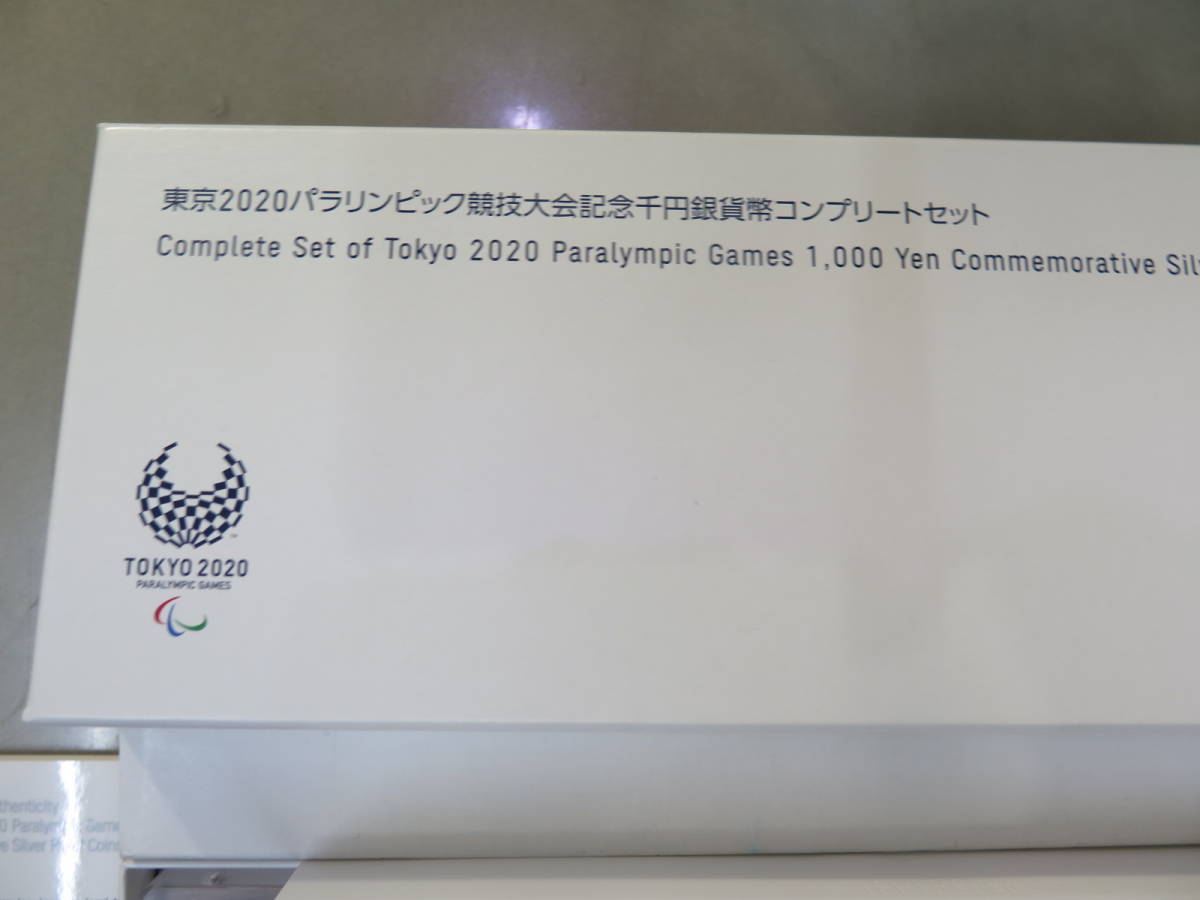 東京2020パラリンピック競技大会記念千円銀貨幣コンプリートセット
Complete Set of Tokyo 2020 Paralympic Games 1,000 Yen Commemorative
TOKYO 2020
PARALYMPIC GAMES
Silver Proof